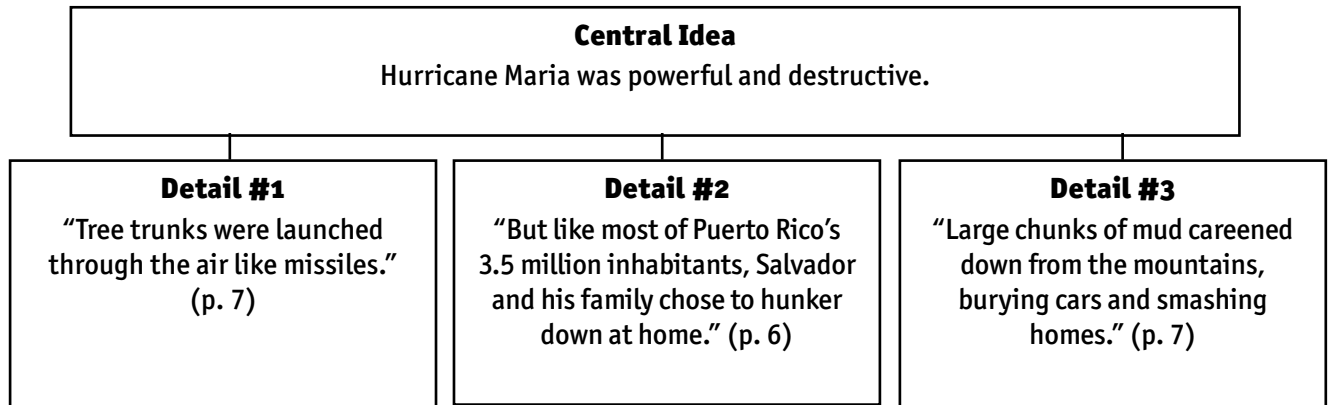 Central Idea
Hurricane Maria was powerful and destructive.
Detail #1
“Tree trunks were launched
through the air like missiles.”
(p. 7)
Detail #2
“But like most of Puerto Rico’s
3.5 million inhabitants, Salvador
and his family chose to hunker
down at home.” (p. 6)
Detail #3
“Large chunks of mud careened
down from the mountains,
burying cars and smashing
homes.” (p. 7)